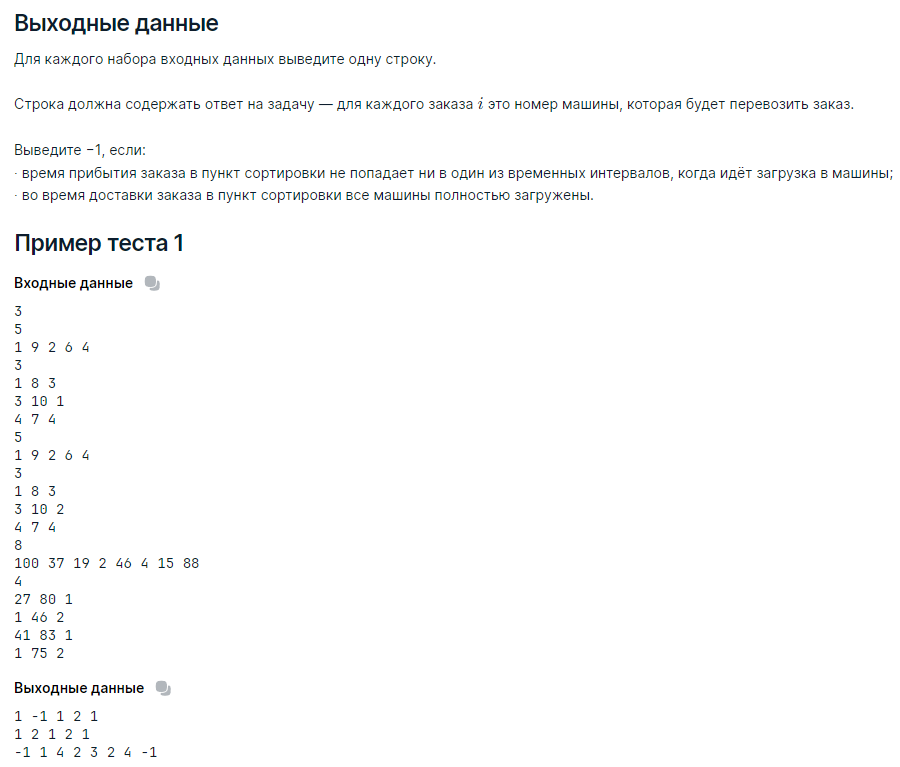 Выходные данные
Для каждого набора входных данных выведите одну строку.
Строка должна содержать ответ на задачу — для каждого заказа i это номер машины, которая будет перевозить заказ.
Выведите −1, если:
· время прибытия заказа в пункт сортировки не попадает ни в один из временных интервалов, когда идёт загрузка в машины;
· во время доставки заказа в пункт сортировки все машины полностью загружены.
Пример теста 1
Входные данные
3
5
1 9 2 6 4
3
1 8 3
3 10 1
4 7 4
5
1 9 2 6 4
3
1 8 3
3 10 2
4 7 4
8
100 37 19 2 46 4 15 88
4
27 80 1
1 46 2
41 83 1
1 75 2
Выходные данные
1 -1 1 2 1
1 2 1 2 1
-1 1 4 2 3 2 4 -1